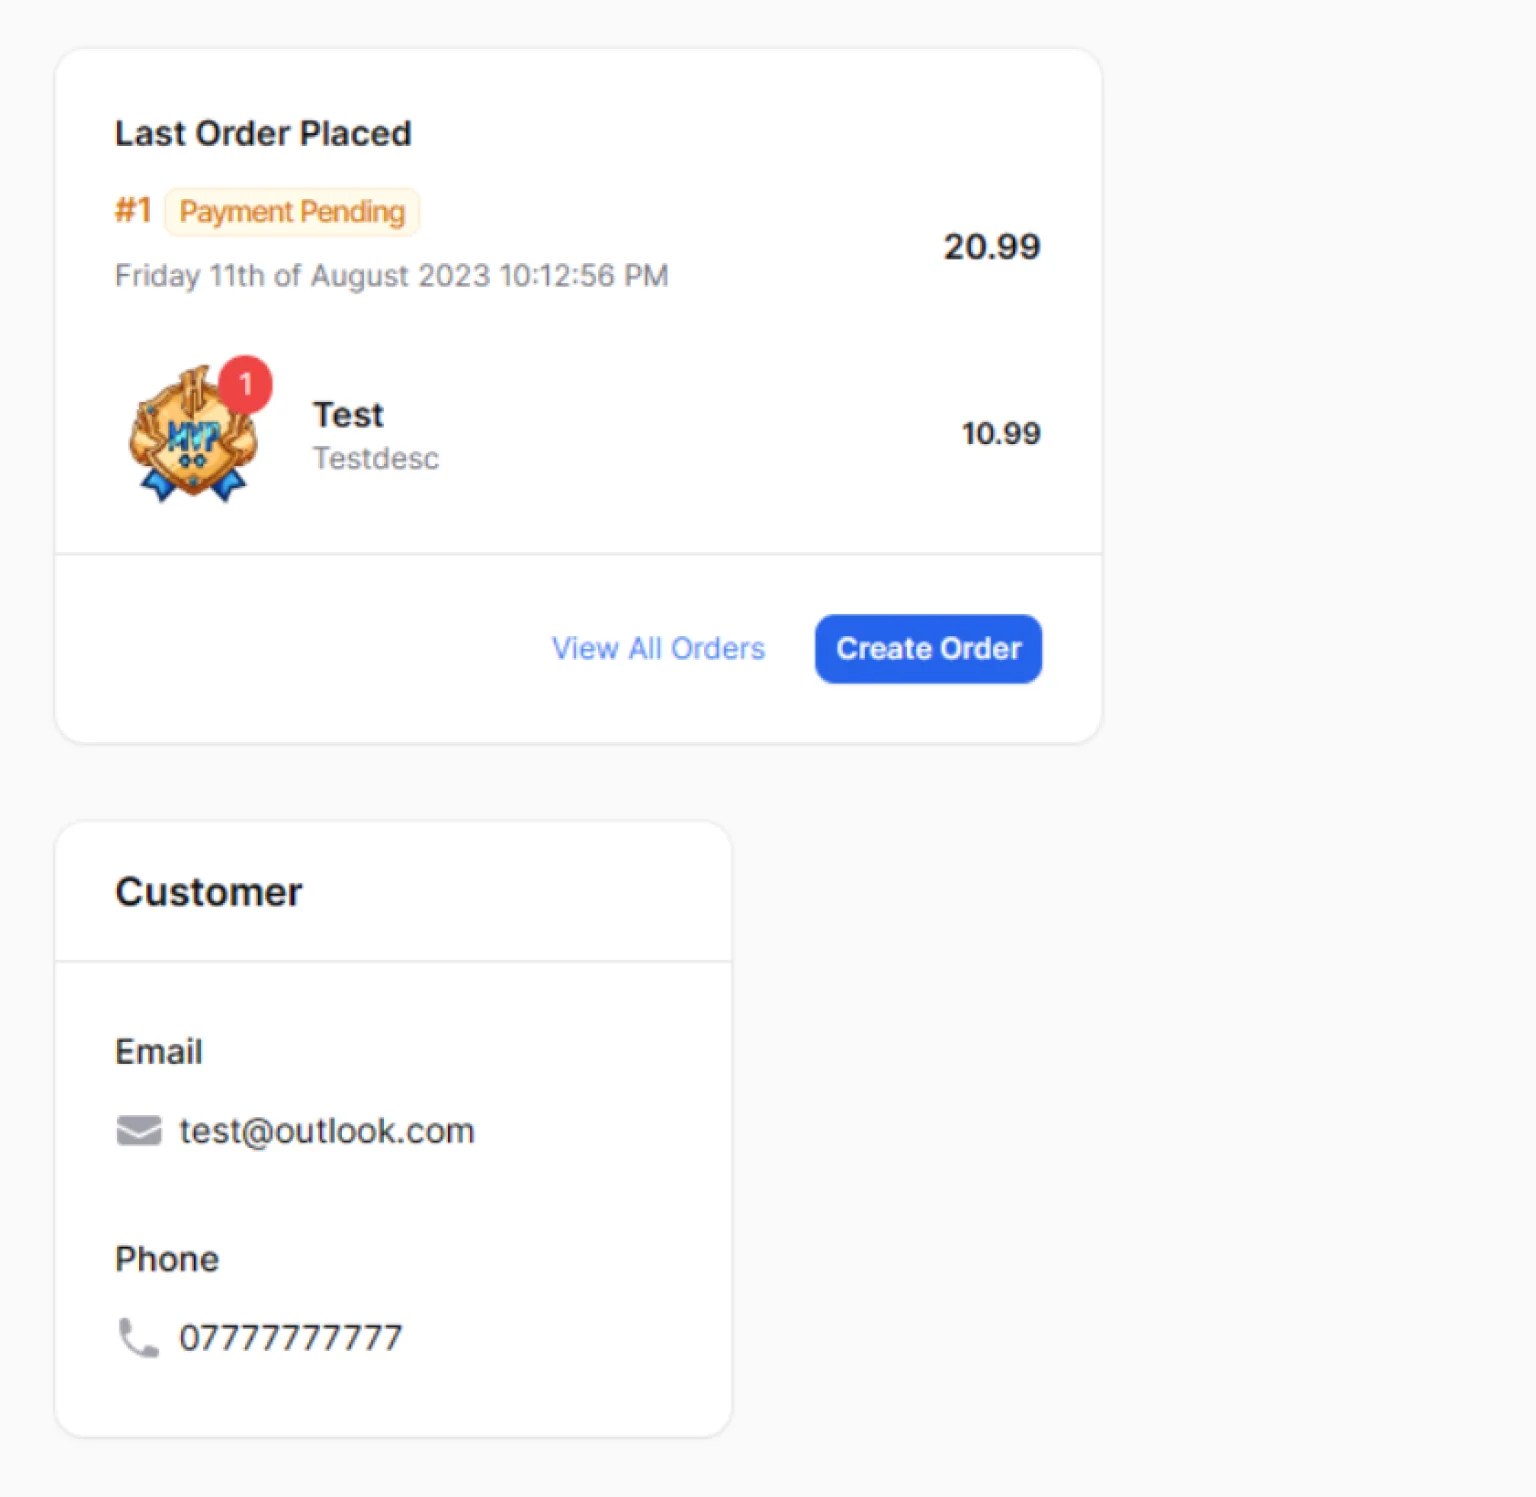 Last Order Placed
#1 Payment Pending
20.99
Friday 11th of August 2023 10:12:56 PM
1
MVP
Test
Testdesc
10.99
View All Orders
Create Order
Customer
Email
test@outlook.com
Phone
07777777777